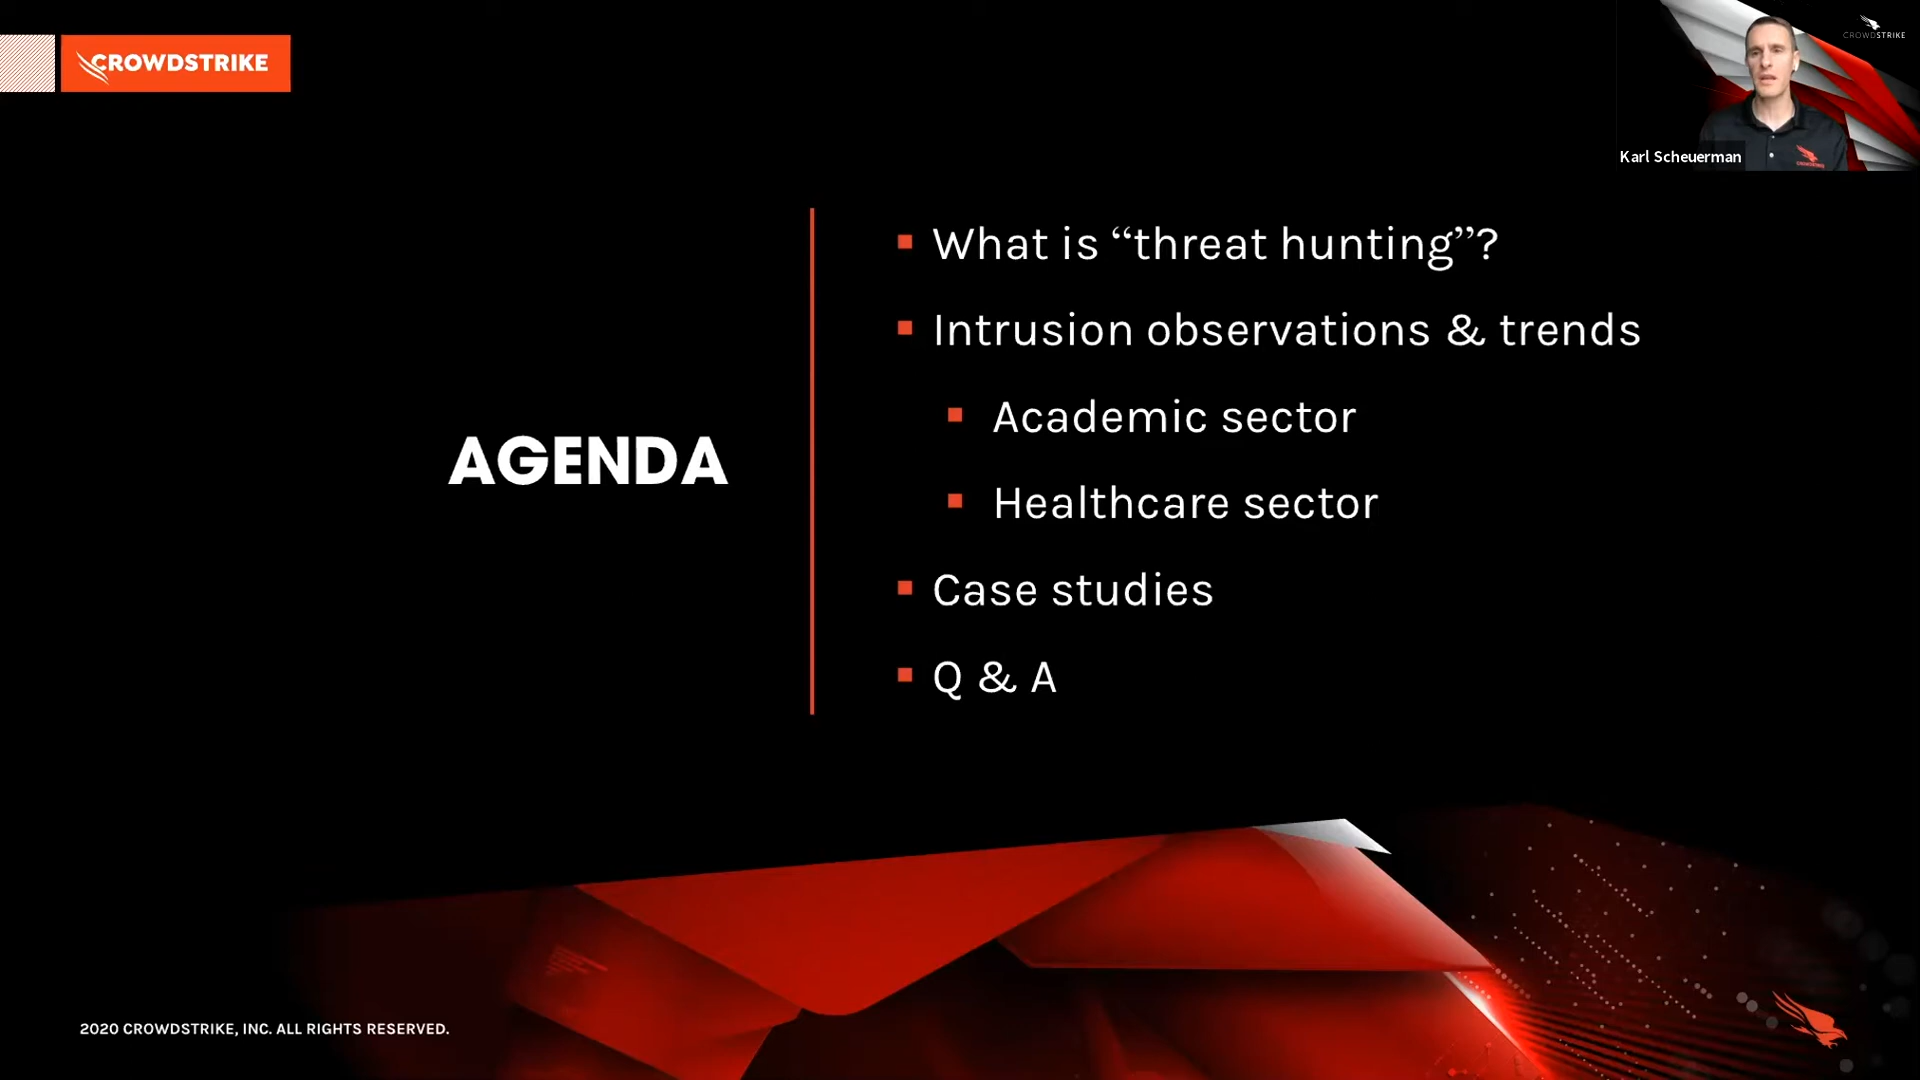 CROWDSTRIKE
CROWDSTRIKE
Karl Scheuerman
What is “threat hunting”?
Intrusion observations & trends
Academic sector
AGENDA
Healthcare sector
Case studies
Q & A
2020 CROWDSTRIKE, INC. ALL RIGHTS RESERVED.